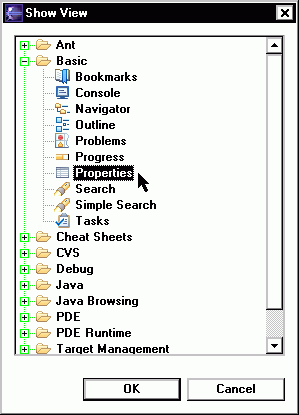 Show View
Ant
Basic
Bookmarks
Console
Navigator
Outline
Problems
Progress
Properties
Search
Simple Search
Tasks
Cheat Sheets
CVS
Debug
Java
Java Browsing
PDE
PDE Runtime
Target Management
OK
Cancel